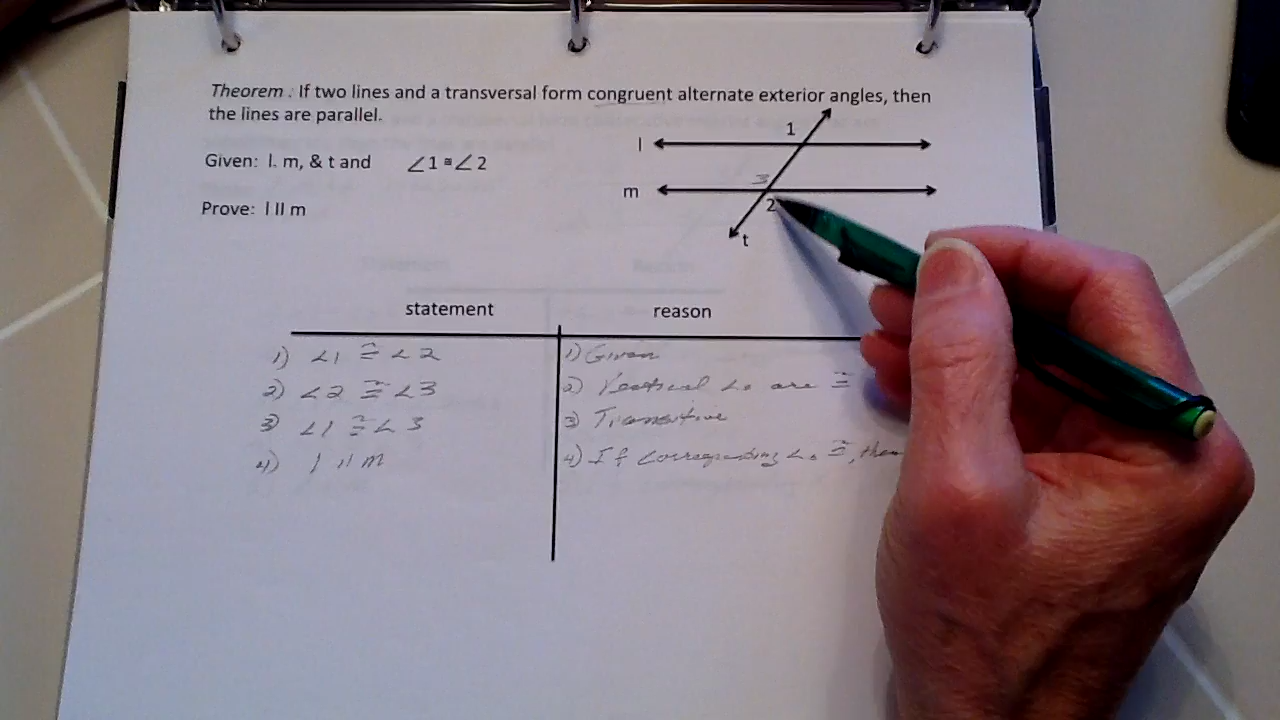 Theorem : If two lines and a transversal form congruent alternate exterior angles, then
the lines are parallel.
Given: l. m, & t and ∠1 ≅ ∠2
Prove: l ll m
1
l
3
m
2
t
statement reason
1) ∠1 ≅ ∠2 1) Given
2) ∠2 ≅ ∠3 2) Vertical ∠s are ≅
3) ∠1 ≅ ∠3 3) Transitive
4) l ll m 4) If corresponding ∠s ≅, then